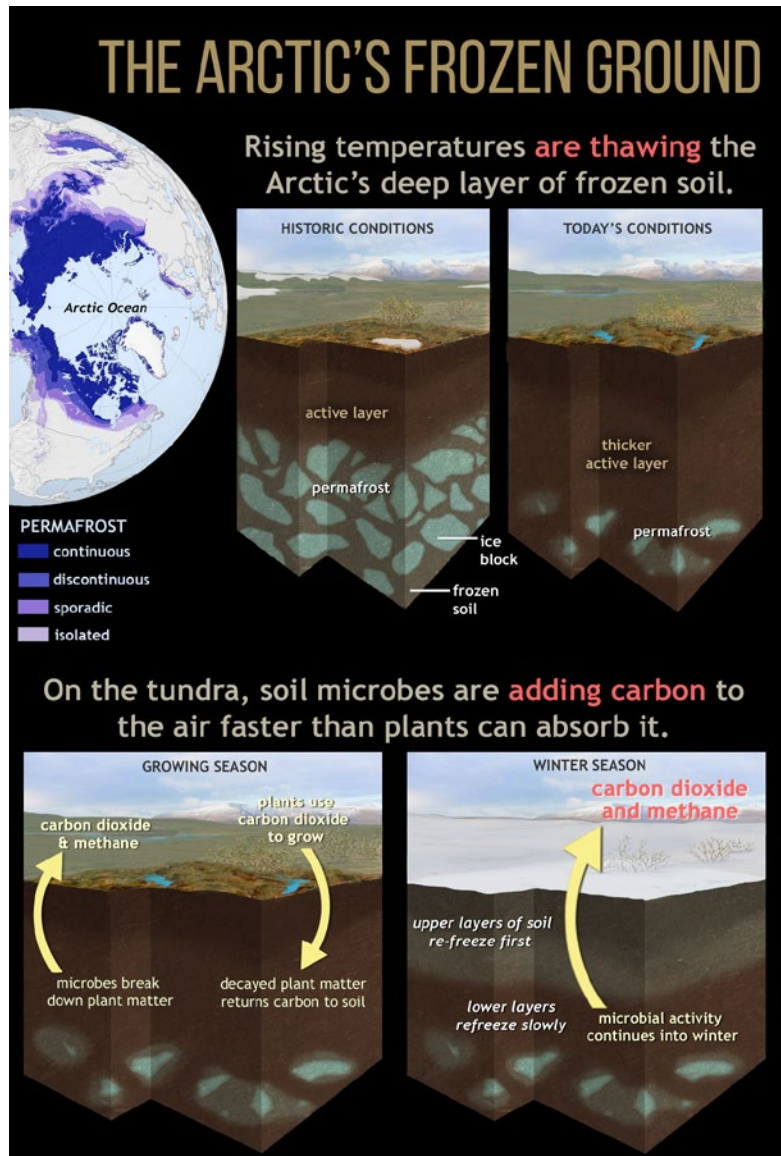 THE ARCTIC'S FROZEN GROUND
Rising temperatures are thawing the
Arctic's deep layer of frozen soil.
Arctic Ocean
PERMAFROST
continuous
discontinuous
sporadic
isolated
HISTORIC CONDITIONS
active layer
permafrost
ice
block
frozen
soil
TODAY'S CONDITIONS
thicker
active layer
permafrost
On the tundra, soil microbes are adding carbon to
the air faster than plants can absorb it.
GROWING SEASON
carbon dioxide
& methane
plants use
carbon dioxide
to grow
microbes break
down plant matter
decayed plant matter
returns carbon to soil
WINTER SEASON
carbon dioxide
and methane
upper layers of soil
re-freeze first
lower layers
refreeze slowly
microbial activity
continues into winter